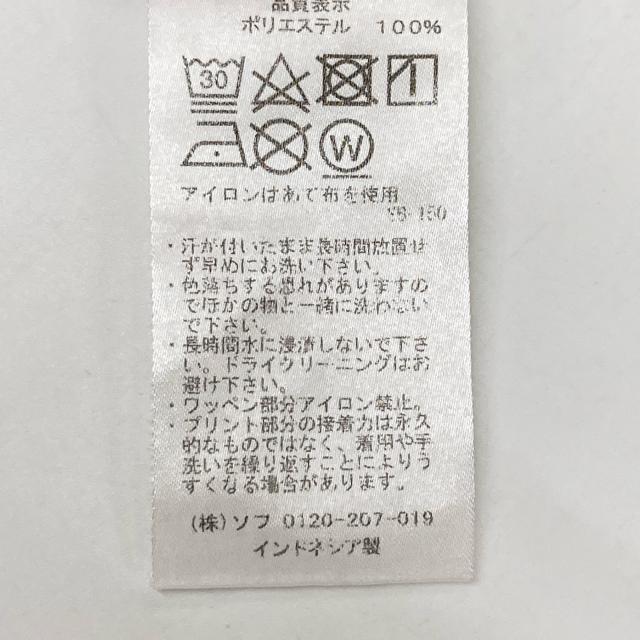 品質表示
ポリエステル 100%
30
W
アイロンはあて布を使用
YB-150
・汗が付いたまま長時間放置せ
ず早めにお洗い下さい。
・色落ちする恐れがありますの
でほかの物と一緒に洗わない
で下さい。
・長時間水に浸漬しないで下さ
い。ドライクリーニングはお
避け下さい。
・ワッペン部分アイロン禁止。
・プリント部分の接着力は永久
的なものではなく、着用や手
洗いを繰り返すことによりう
すくなる場合があります。
(株)ソフ 0120-207-019
インドネシア製